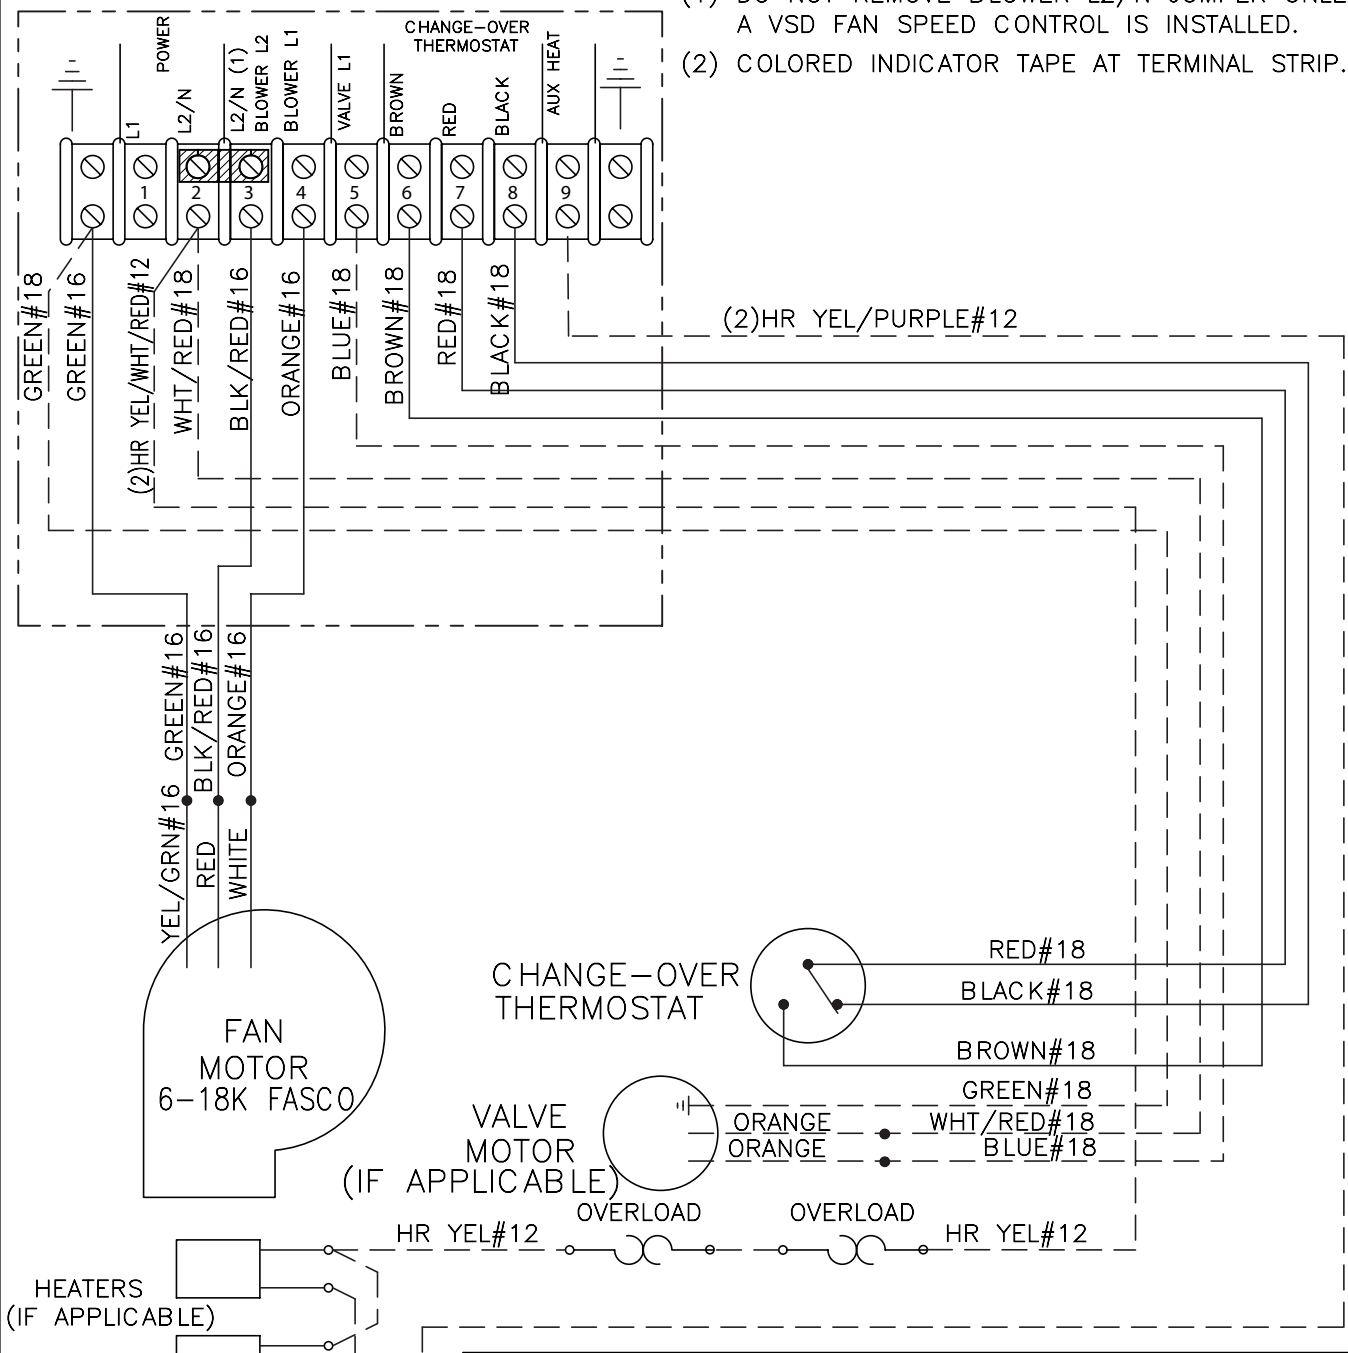 A VSD FAN SPEED CONTROL IS INSTALLED.
(2) COLORED INDICATOR TAPE AT TERMINAL STRIP.
POWER
CHANGE-OVER
THERMOSTAT
L1
L2/N
L2/N (1)
BLOWER L2
BLOWER L1
VALVE L1
BROWN
RED
BLACK
AUX HEAT
1 2 3 4 5 6 7 8 9
GREEN#18
GREEN#16
(2)HR YEL/WHT/RED#12
WHT/RED#18
BLK/RED#16
ORANGE#16
BLUE#18
BROWN#18
RED#18
BLACK#18
(2)HR YEL/PURPLE#12
GREEN#16
BLK/RED#16
ORANGE#16
YEL/GRN#16
RED
WHITE
FAN
MOTOR
6-18K FASCO
CHANGE-OVER
THERMOSTAT
RED#18
BLACK#18
BROWN#18
VALVE
MOTOR
(IF APPLICABLE)
GREEN#18
ORANGE
WHT/RED#18
ORANGE
BLUE#18
OVERLOAD
OVERLOAD
HR YEL#12
HR YEL#12
HEATERS
(IF APPLICABLE)